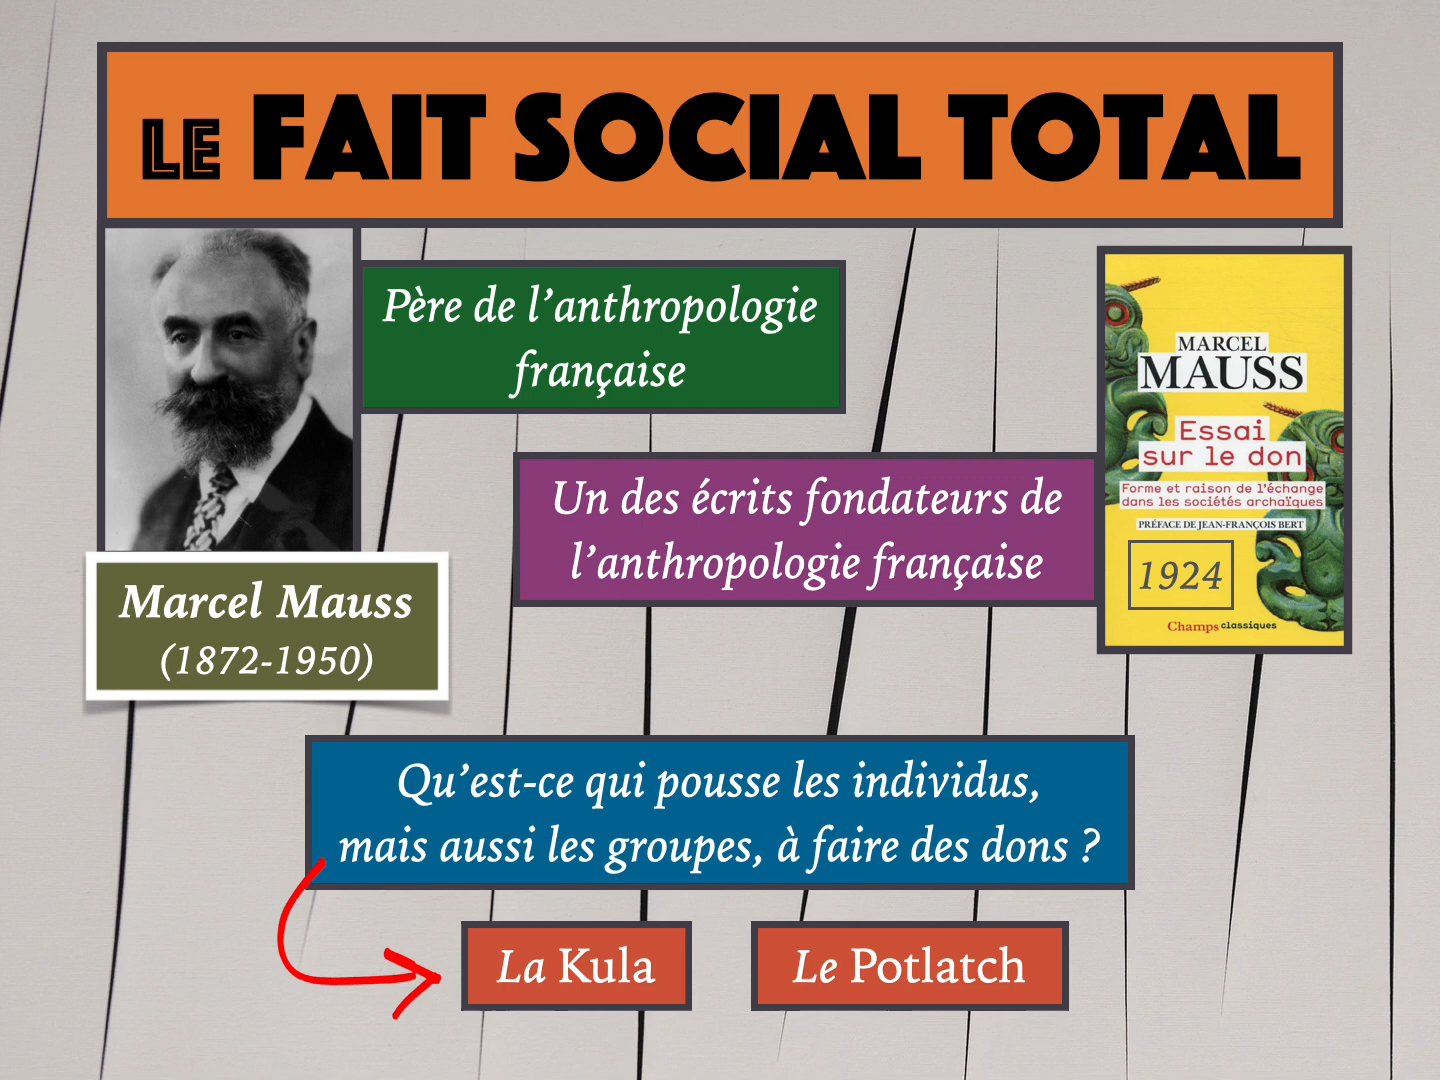 LE FAIT SOCIAL TOTAL
Père de l’anthropologie
française
MARCEL
MAUSS
Essai
sur le don
Forme et raison de l’échange
dans les sociétés archaïques
PRÉFACE DE JEAN-FRANÇOIS BERT
1924
Champs classiques
Un des écrits fondateurs de
l’anthropologie française
Marcel Mauss
(1872-1950)
Qu’est-ce qui pousse les individus,
mais aussi les groupes, à faire des dons ?
La Kula
Le Potlatch